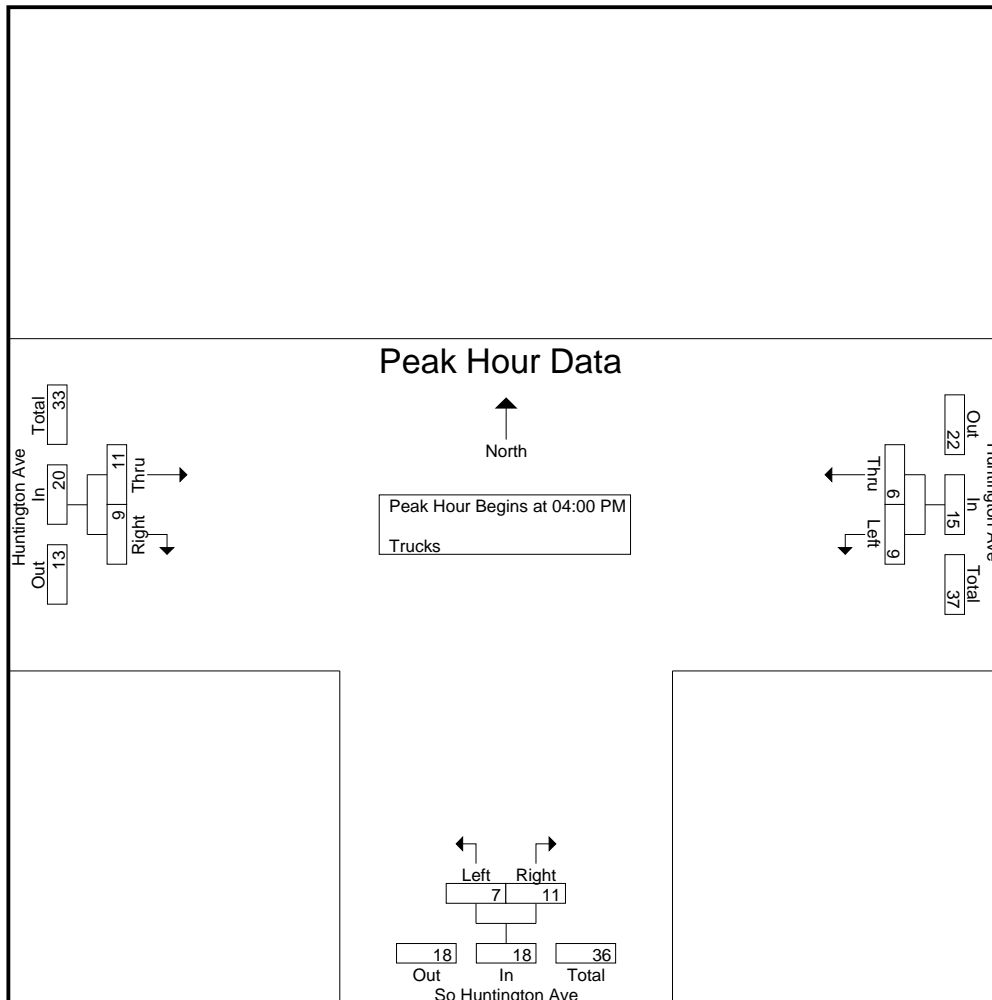 Peak Hour Data
North
Peak Hour Begins at 04:00 PM
Trucks
Huntington Ave
Total
33
In
20
Out
13
11
Thru
9
Right
Huntington Ave
Out
22
In
15
Total
37
Thru
6
Left
9
Left
Right
7
11
18
18
36
Out
In
Total
So Huntington Ave